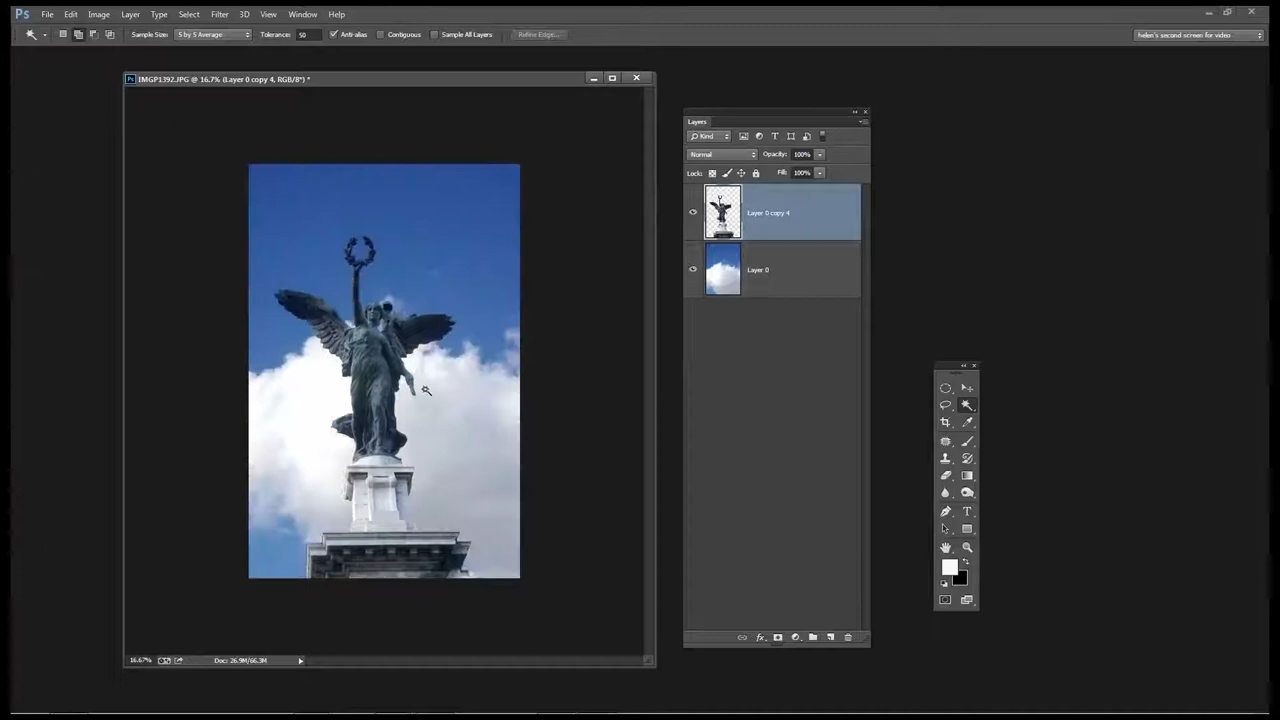 Ps File Edit Image Layer Type Select Filter 3D View Window Help
Sample Size: 5 by 5 Average Tolerance: 50 Anti-alias Contiguous Sample All Layers Refine Edge... helen's second screen for video
Ps IMGP1392.JPG @ 16.7% (Layer 0 copy 4, RGB/8*) *
Layers
Kind T
Normal Opacity: 100%
Lock: Fill: 100%
Layer 0 copy 4
Layer 0
T
fx
16.67% Doc: 26.9M/66.3M